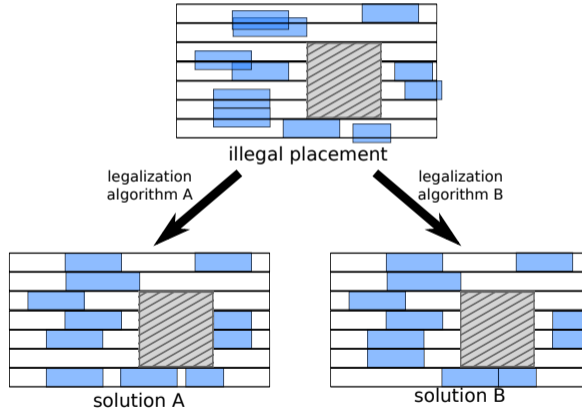 illegal placement
legalization
algorithm A
legalization
algorithm B
solution A
solution B